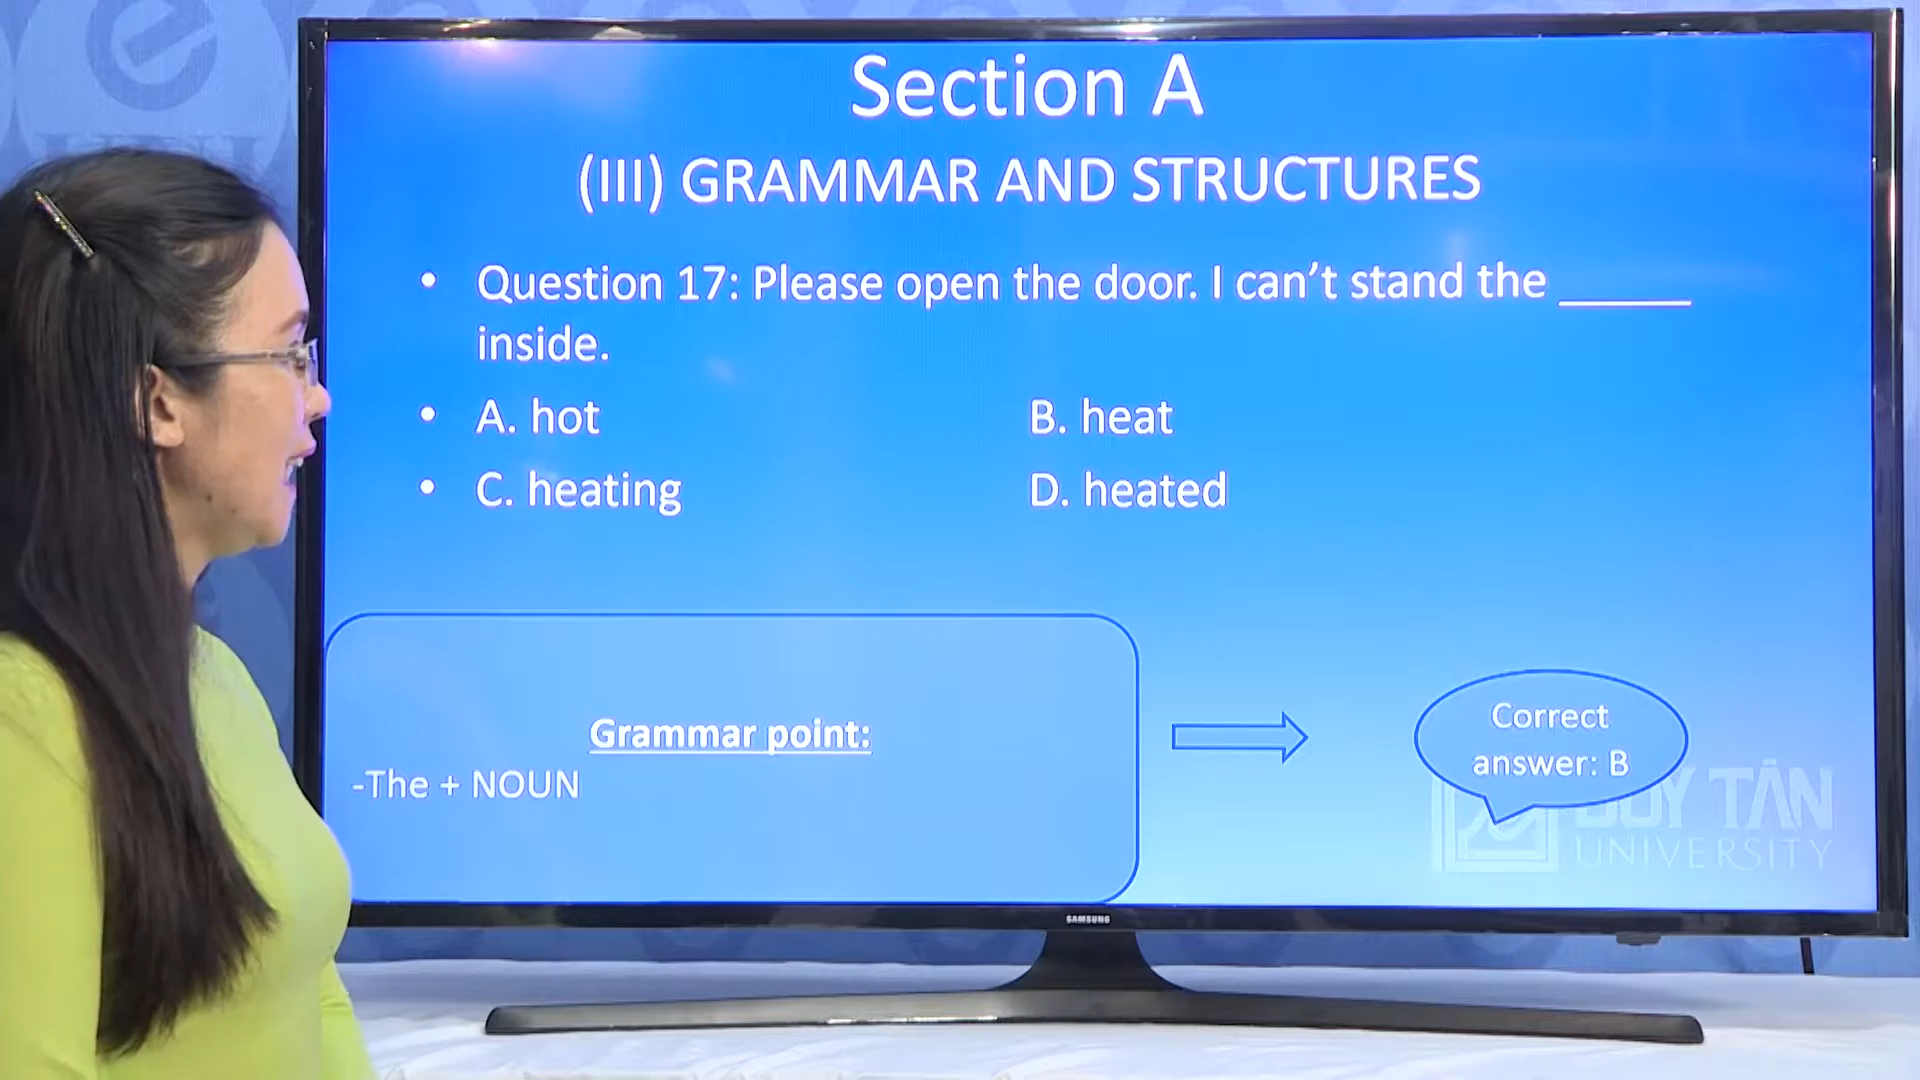 Section A
(III) GRAMMAR AND STRUCTURES
• Question 17: Please open the door. I can’t stand the ______
inside.
• A. hot B. heat
• C. heating D. heated
Grammar point:
-The + NOUN
Correct
answer: B
DUY TÂN
UNIVERSITY
SAMSUNG